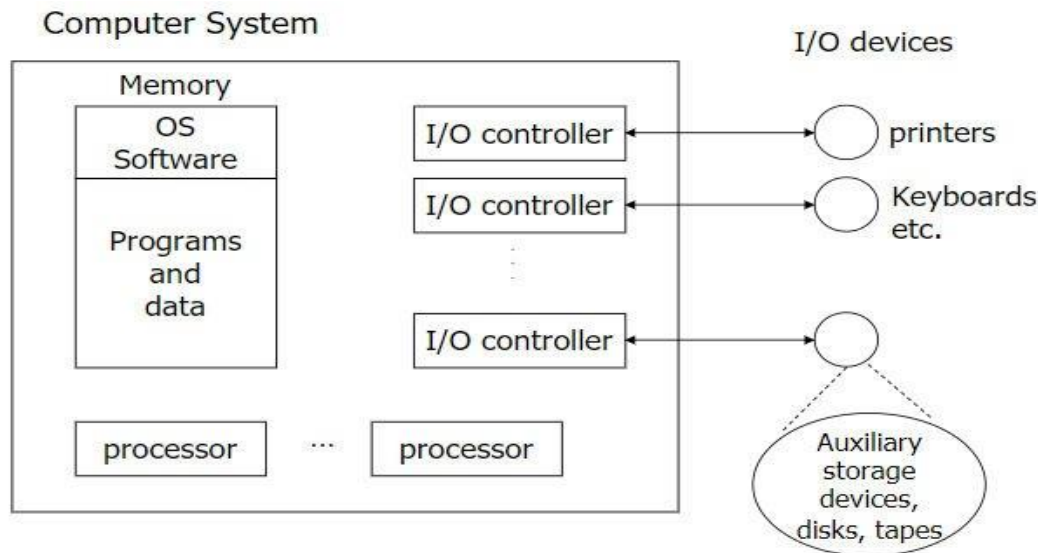 Computer System
I/O devices
Memory
OS
Software
Programs
and
data
I/O controller
I/O controller
I/O controller
printers
Keyboards
etc.
processor
...
processor
Auxiliary
storage
devices,
disks, tapes